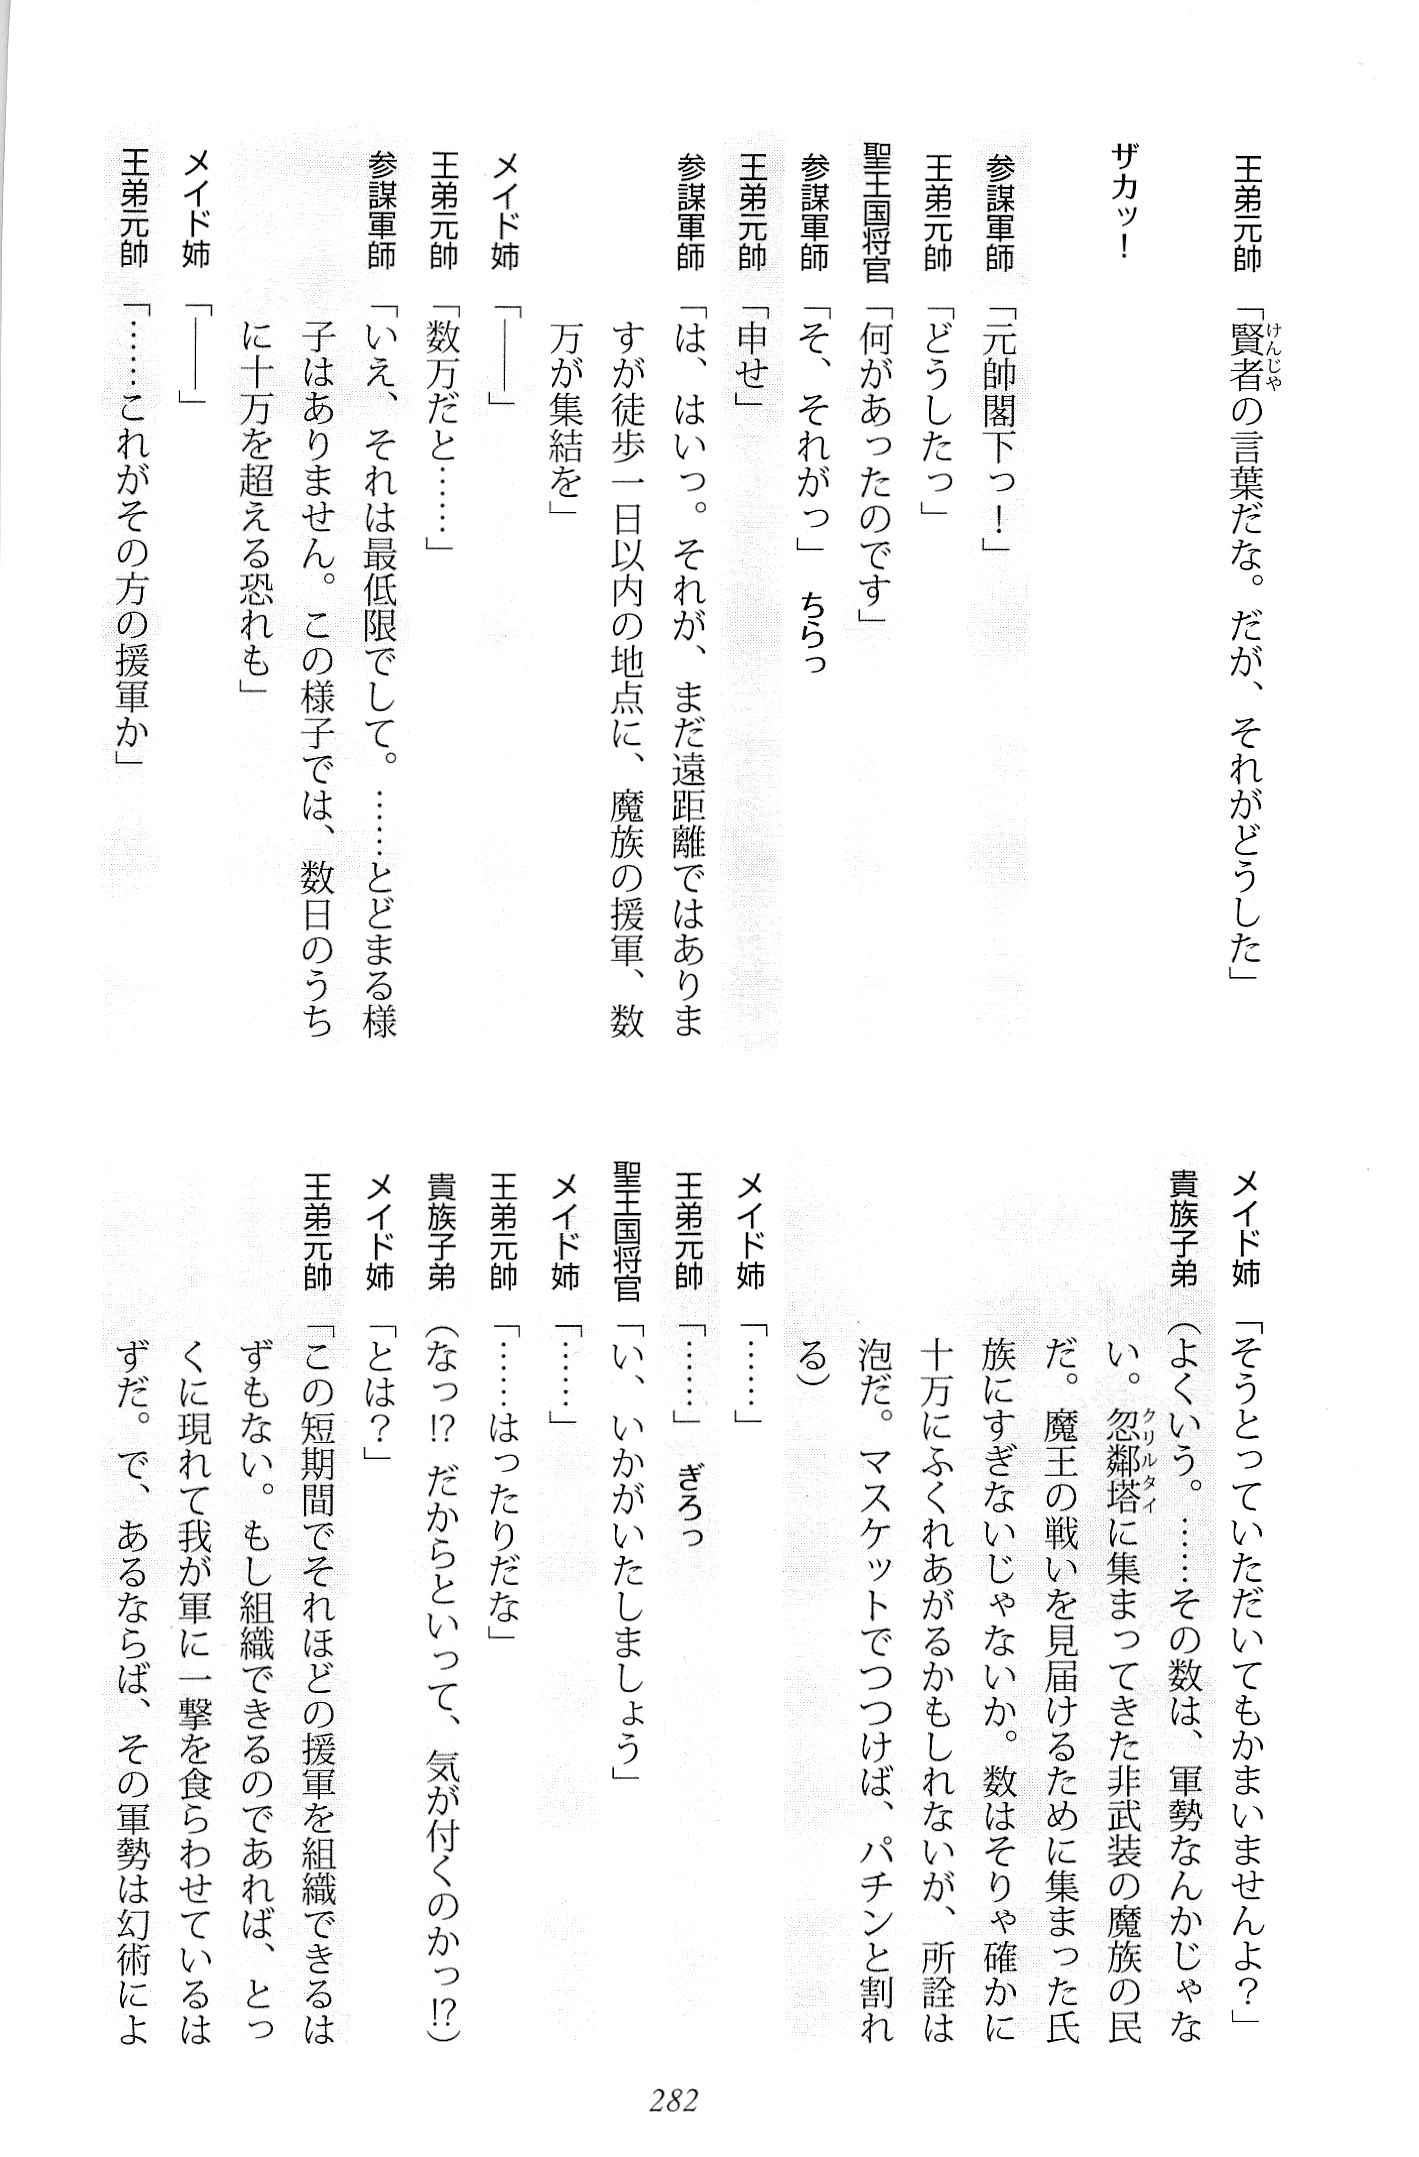 王弟元帥「賢者の言葉だな。だが、それがどうした」
ザカッ！
参謀軍師「元帥閣下っ！」
王弟元帥「どうしたっ」
聖王国将官「何があったのです」
参謀軍師「そ、それがっ」ちらっ
王弟元帥「申せ」
参謀軍師「は、はいっ。それが、まだ遠距離ではありま
すが徒歩一日以内の地点に、魔族の援軍、数
万が集結を」
メイド姉「――」
王弟元帥「数万だと……」
参謀軍師「いえ、それは最低限でして。……とどまる様
子はありません。この様子では、数日のうち
に十万を超える恐れも」
メイド姉「――」
王弟元帥「……これがその方の援軍か」
メイド姉「そうとっていただいてもかまいませんよ？」
貴族子弟（よくいう。……その数は、軍勢なんかじゃな
い。忽鄰塔に集まってきた非武装の魔族の民
だ。魔王の戦いを見届けるために集まった氏
族にすぎないじゃないか。数はそりゃ確かに
十万にふくれあがるかもしれないが、所詮は
泡だ。マスケットでつつけば、パチンと割れ
る）
メイド姉「……」
王弟元帥「……」ぎろっ
聖王国将官「い、いかがいたしましょう」
メイド姉「……」
王弟元帥「……はったりだな」
貴族子弟（なっ!? だからといって、気が付くのかっ!?）
メイド姉「とは？」
王弟元帥「この短期間でそれほどの援軍を組織できるは
ずもない。もし組織できるのであれば、とっ
くに現れて我が軍に一撃を食らわせているは
ずだ。で、あるならば、その軍勢は幻術によ
282